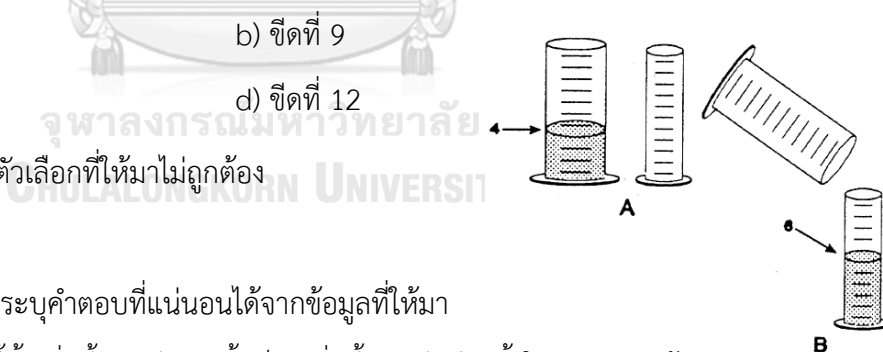 b) ขีดที่ 9
d) ขีดที่ 12
จุฬาลงกรณ์มหาวิทยาลัย
CHULALONGKORN UNIVERSIT
ตัวเลือกที่ให้มาไม่ถูกต้อง
ระบุคำตอบที่แน่นอนได้จากข้อมูลที่ให้มา
4
A
6
B